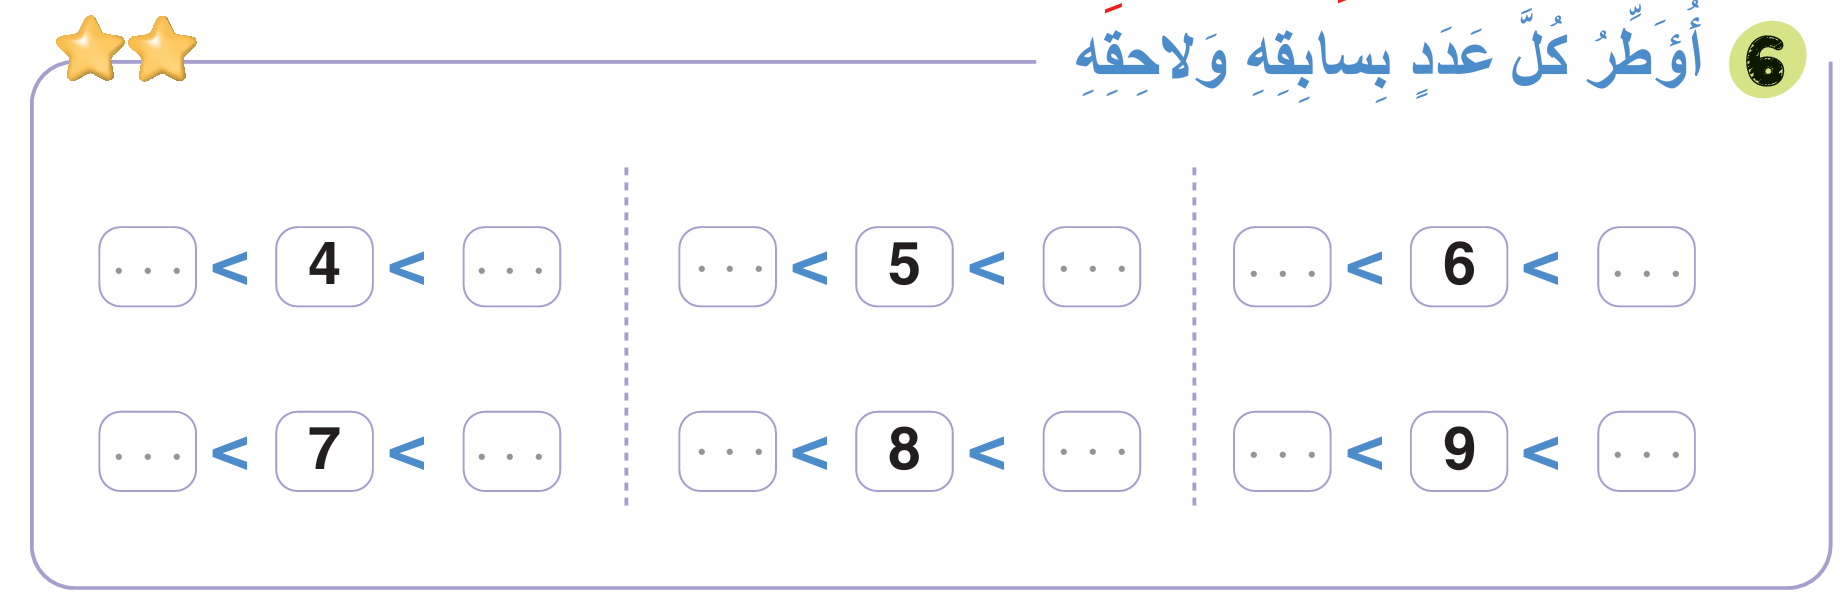 6 أُؤَطِّرُ كُلَّ عَدَدٍ بِسابِقِهِ وَلاحِقِهِ
... < 4 < ... ... < 5 < ... ... < 6 < ...
... < 7 < ... ... < 8 < ... ... < 9 < ...